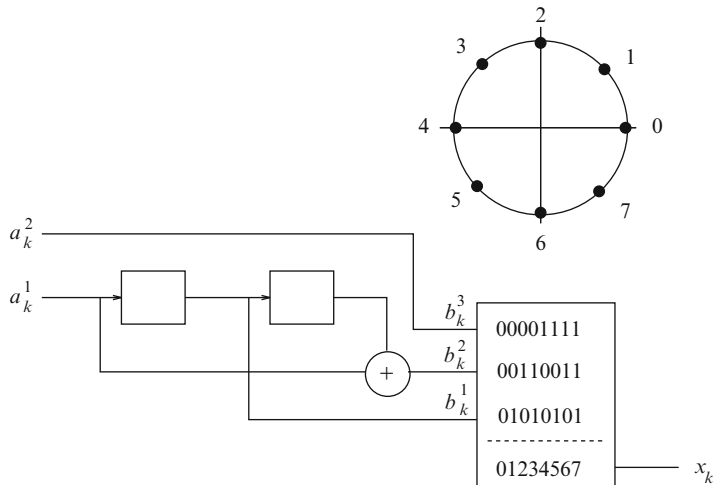 2
3
1
4
0
5
7
6
a_k^2
a_k^1
b_k^3
00001111
b_k^2
00110011
+
b_k^1
01010101
01234567
x_k